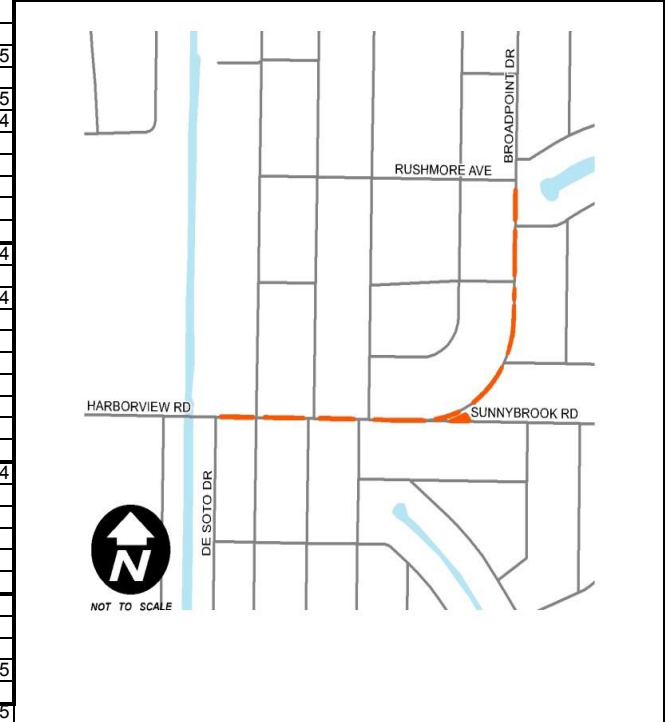 5
5
4
4
4
4
5
5
BROADPOINT DR
RUSHMORE AVE
HARBORVIEW RD
SUNNYBROOK RD
DE SOTO DR
N
NOT TO SCALE